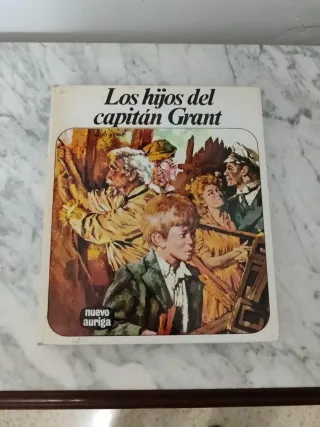 Los hijos del
capitán Grant
nuevo
auriga